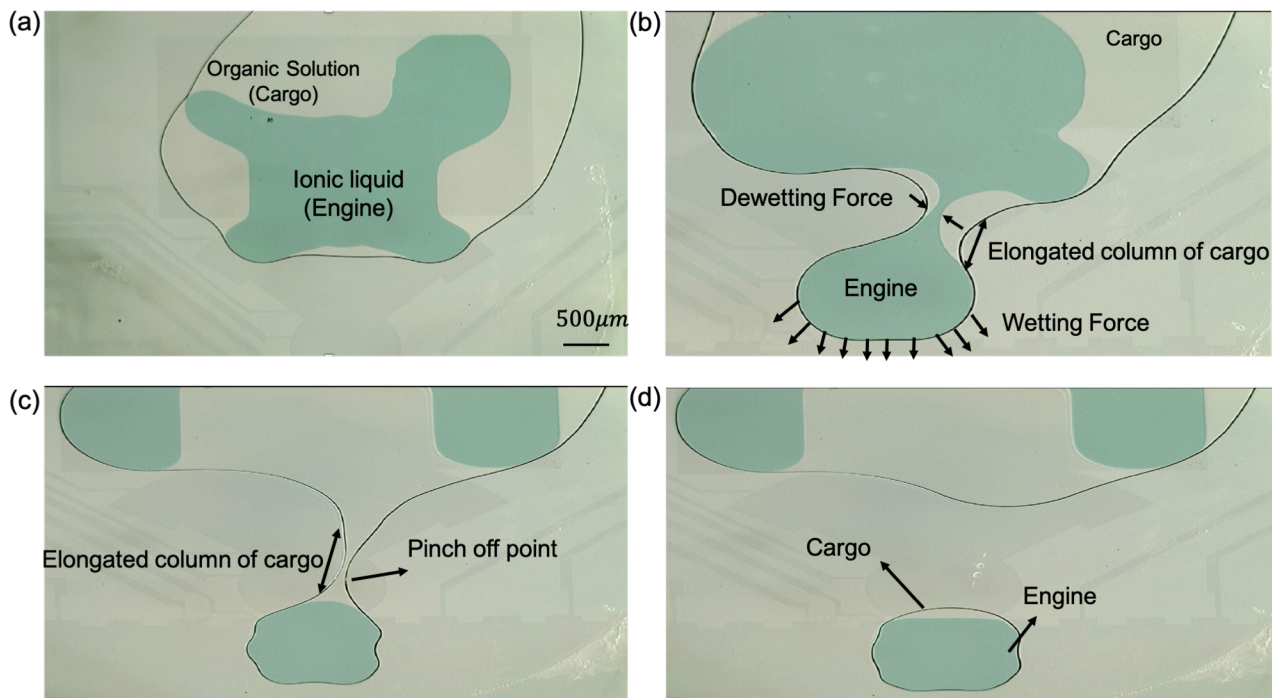 (a)
Organic Solution
(Cargo)
Ionic liquid
(Engine)
500μm
(b)
Cargo
Dewetting Force
Elongated column of cargo
Engine
Wetting Force
(c)
Elongated column of cargo
Pinch off point
(d)
Cargo
Engine